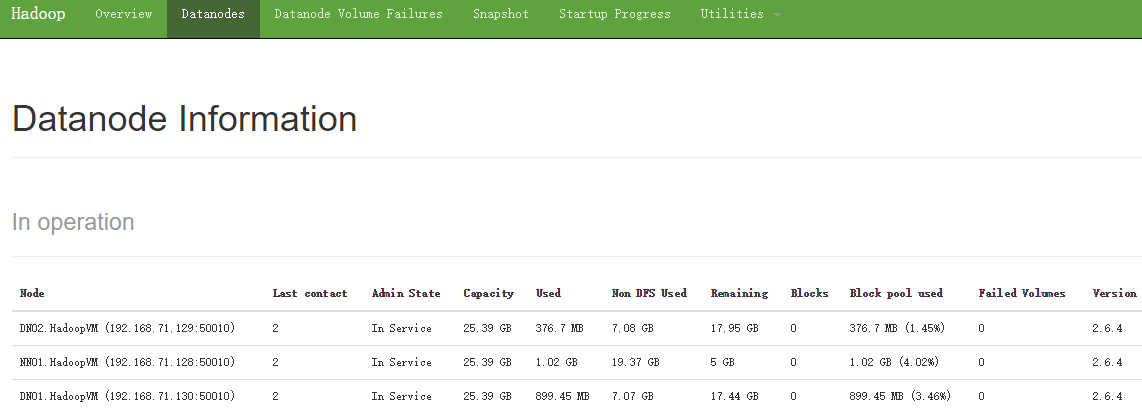 Hadoop Overview Datanodes Datanode Volume Failures Snapshot Startup Progress Utilities
Datanode Information
In operation
Node Last contact Admin State Capacity Used Non DFS Used Remaining Blocks Block pool used Failed Volumes Version
DN02.HadoopVM (192.168.71.129:50010) 2 In Service 25.39 GB 376.7 MB 7.08 GB 17.95 GB 0 376.7 MB (1.45%) 0 2.6.4
NN01.HadoopVM (192.168.71.128:50010) 2 In Service 25.39 GB 1.02 GB 19.37 GB 5 GB 0 1.02 GB (4.02%) 0 2.6.4
DN01.HadoopVM (192.168.71.130:50010) 2 In Service 25.39 GB 899.45 MB 7.07 GB 17.44 GB 0 899.45 MB (3.46%) 0 2.6.4